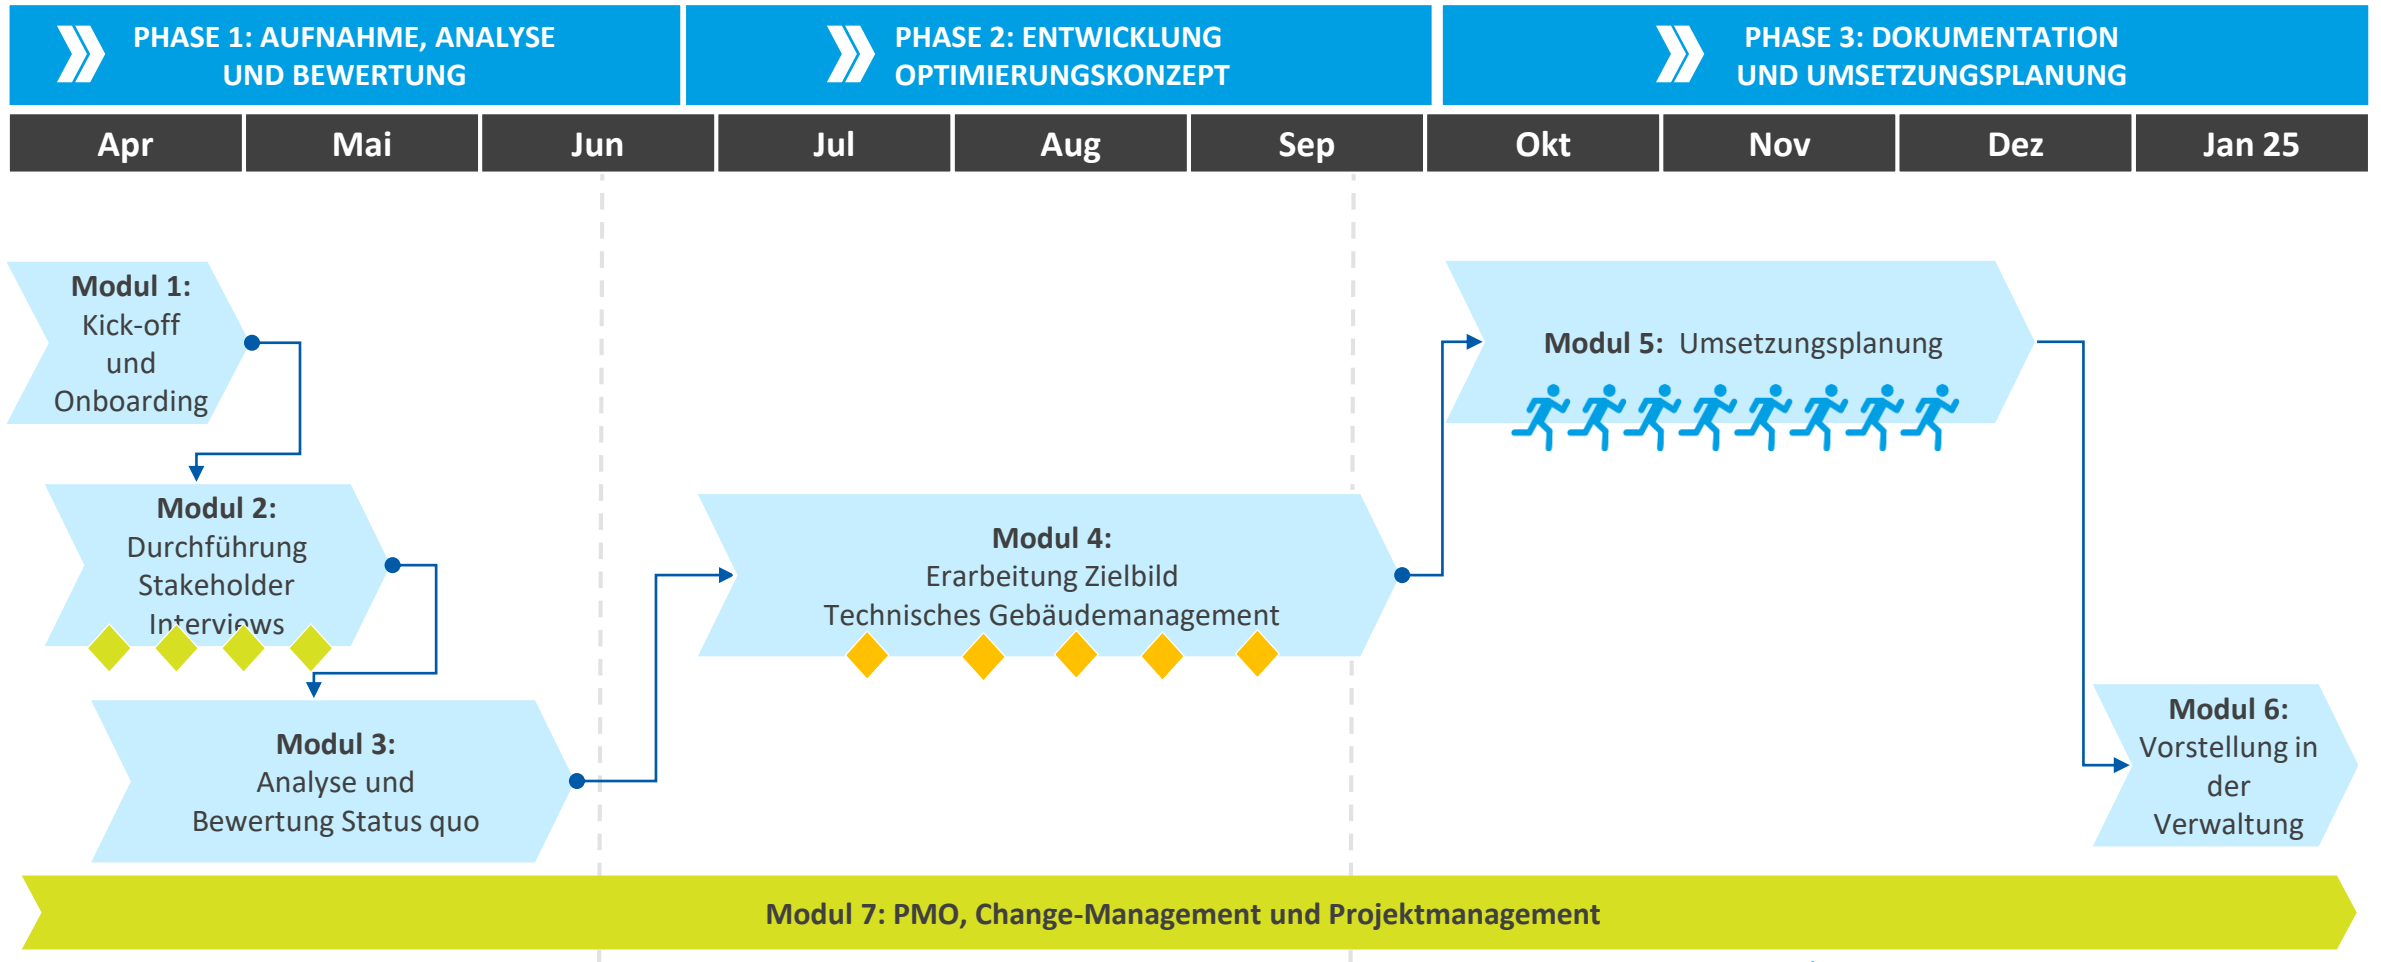 PHASE 1: AUFNAHME, ANALYSE
UND BEWERTUNG
PHASE 2: ENTWICKLUNG
OPTIMIERUNGSKONZEPT
PHASE 3: DOKUMENTATION
UND UMSETZUNGSPLANUNG
Apr
Mai
Jun
Jul
Aug
Sep
Okt
Nov
Dez
Jan 25
Modul 1:
Kick-off
und
Onboarding
Modul 2:
Durchführung
Stakeholder
Interviews
Modul 3:
Analyse und
Bewertung Status quo
Modul 4:
Erarbeitung Zielbild
Technisches Gebäudemanagement
Modul 5: Umsetzungsplanung
Modul 6:
Vorstellung in
der
Verwaltung
Modul 7: PMO, Change-Management und Projektmanagement